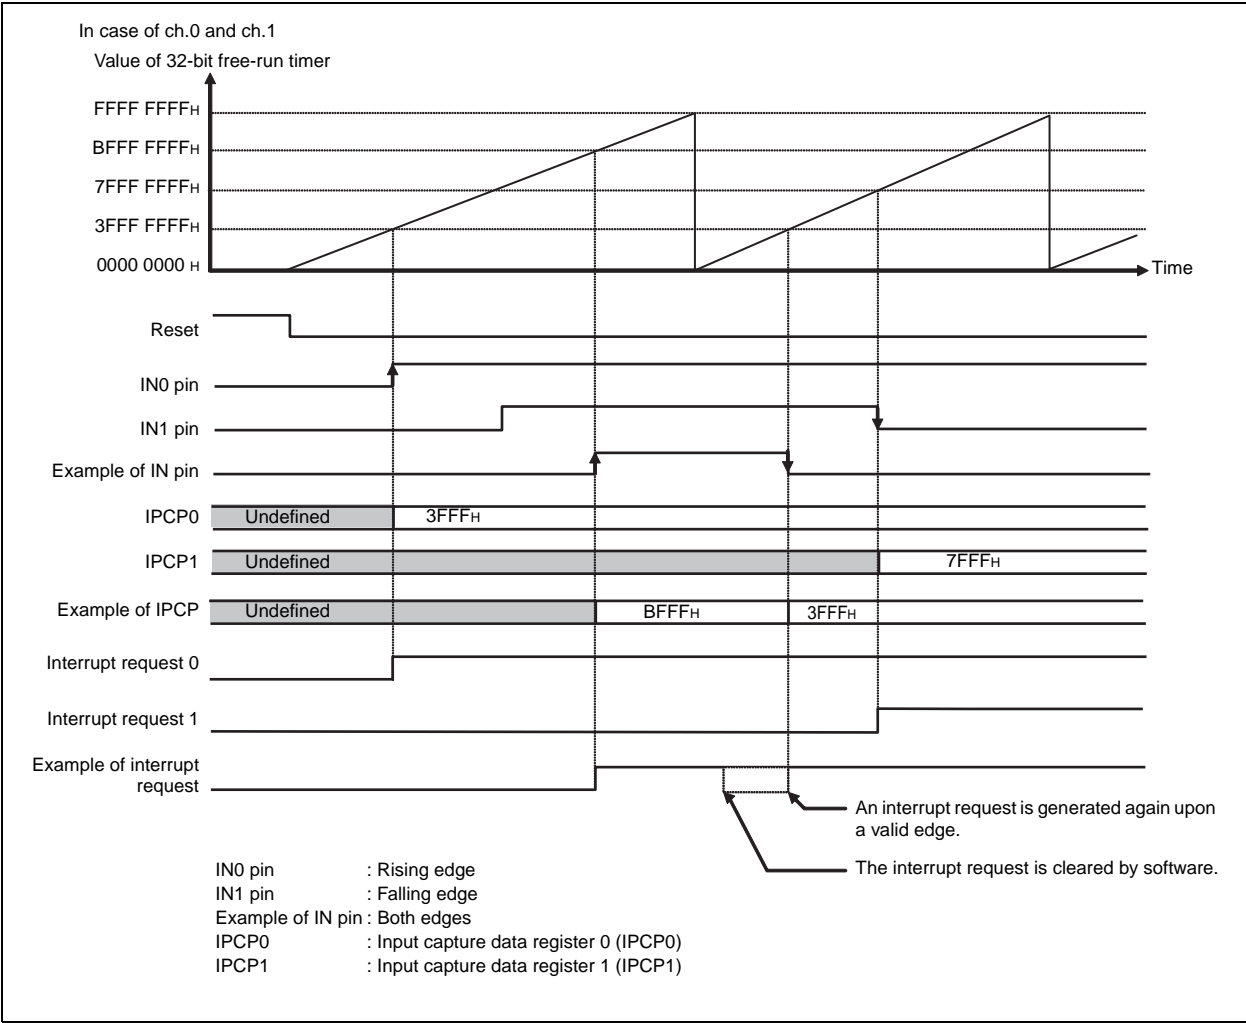 In case of ch.0 and ch.1
Value of 32-bit free-run timer
FFFF FFFFH
BFFF FFFFH
7FFF FFFFH
3FFF FFFFH
0000 0000 H
Time
Reset
IN0 pin
IN1 pin
Example of IN pin
IPCP0 Undefined 3FFFH
IPCP1 Undefined 7FFFH
Example of IPCP Undefined BFFFH 3FFFH
Interrupt request 0
Interrupt request 1
Example of interrupt
request
An interrupt request is generated again upon
a valid edge.
The interrupt request is cleared by software.
IN0 pin : Rising edge
IN1 pin : Falling edge
Example of IN pin : Both edges
IPCP0 : Input capture data register 0 (IPCP0)
IPCP1 : Input capture data register 1 (IPCP1)